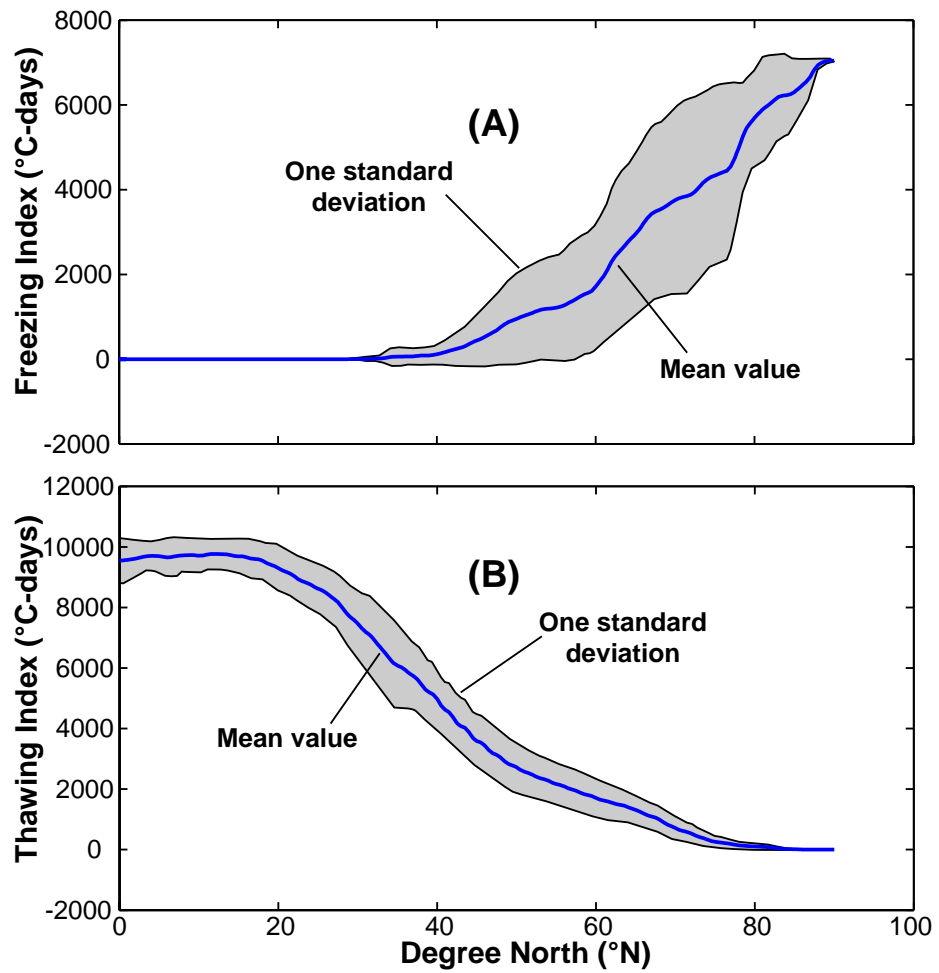 8000
6000
4000
2000
0
-2000
Freezing Index (°C-days)
(A)
One standard
deviation
Mean value
12000
10000
8000
6000
4000
2000
0
-2000
Thawing Index (°C-days)
(B)
One standard
deviation
Mean value
0
20
40
60
80
100
Degree North (°N)